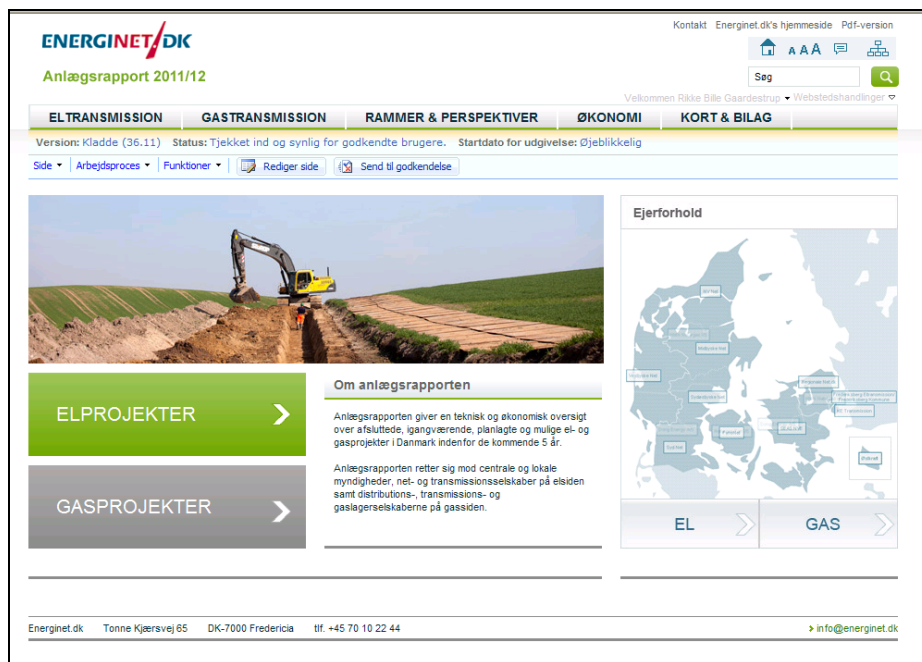 Kontakt Energinet.dk's hjemmeside Pdf-version
ENERGINET/DK
Anlægsrapport 2011/12
A A A
Søg
Velkommen Rikke Bille Gaardestrup Webstedshandlinger
ELTRANSMISSION GASTRANSMISSION RAMMER & PERSPEKTIVER ØKONOMI KORT & BILAG
Version: Kladde (36.11) Status: Tjekket ind og synlig for godkendte brugere. Startdato for udgivelse: Øjeblikkelig
Side Arbejdsproces Funktioner Rediger side Send til godkendelse
Ejerforhold
ELPROJEKTER
GASPROJEKTER
Om anlægsrapporten
Anlægsrapporten giver en teknisk og økonomisk oversigt
over afsluttede, igangværende, planlagte og mulige el- og
gasprojekter i Danmark indenfor de kommende 5 år.
Anlægsrapporten retter sig mod centrale og lokale
myndigheder, net- og transmissionsselskaber på elsiden
samt distributions-, transmissions- og
gaslagerselskaberne på gassiden.
EL GAS
Energinet.dk Tonne Kjærsvej 65 DK-7000 Fredericia tlf. +45 70 10 22 44 info@energinet.dk